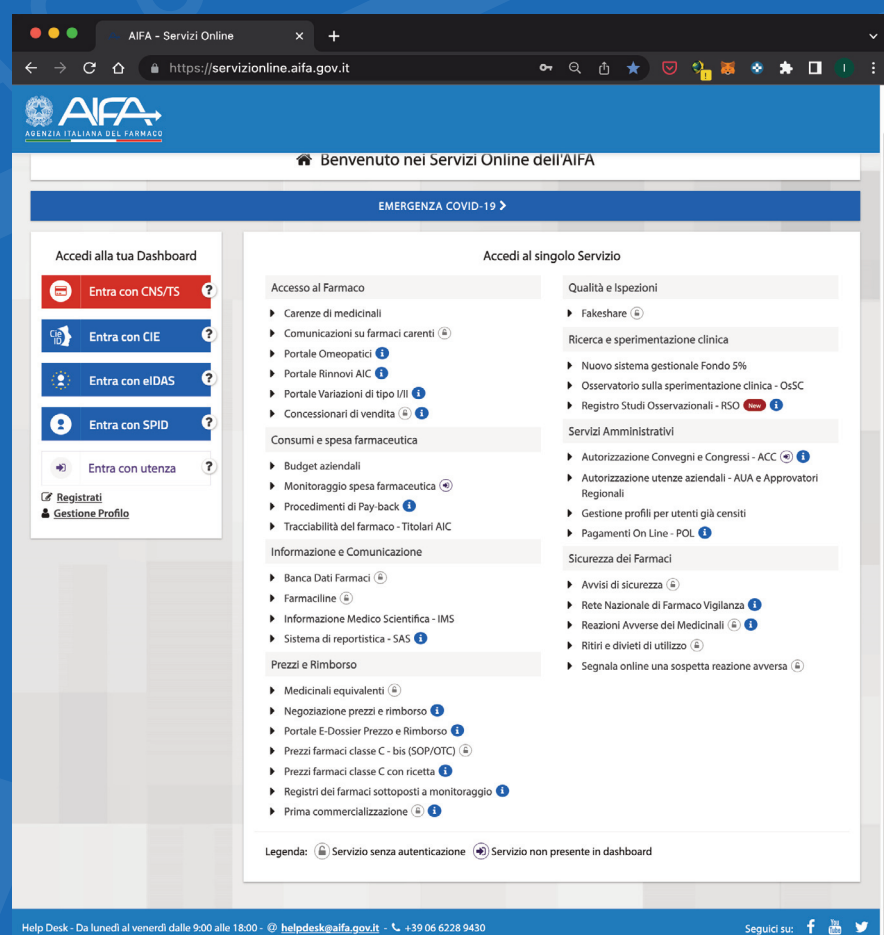 AIFA - Servizi Online
https://servizionline.aifa.gov.it
I
AIFA
AGENZIA ITALIANA DEL FARMACO
Benvenuto nei Servizi Online dell'AIFA
EMERGENZA COVID-19
Accedi alla tua Dashboard
Entra con CNS/TS ?
Cie ID Entra con CIE ?
Entra con eIDAS ?
Entra con SPID ?
Entra con utenza ?
Registrati
Gestione Profilo
Accedi al singolo Servizio
Accesso al Farmaco
Carenze di medicinali
Comunicazioni su farmaci carenti
Portale Omeopatici i
Portale Rinnovi AIC i
Portale Variazioni di tipo I/II i
Concessionari di vendita i
Consumi e spesa farmaceutica
Budget aziendali
Monitoraggio spesa farmaceutica
Procedimenti di Pay-back i
Tracciabilità del farmaco - Titolari AIC
Informazione e Comunicazione
Banca Dati Farmaci
Farmaciline
Informazione Medico Scientifica - IMS
Sistema di reportistica - SAS i
Prezzi e Rimborso
Medicinali equivalenti
Negoziazione prezzi e rimborso i
Portale E-Dossier Prezzo e Rimborso i
Prezzi farmaci classe C - bis (SOP/OTC)
Prezzi farmaci classe C con ricetta i
Registri dei farmaci sottoposti a monitoraggio i
Prima commercializzazione i
Qualità e Ispezioni
Fakeshare
Ricerca e sperimentazione clinica
Nuovo sistema gestionale Fondo 5%
Osservatorio sulla sperimentazione clinica - OsSC
Registro Studi Osservazionali - RSO New i
Servizi Amministrativi
Autorizzazione Convegni e Congressi - ACC i
Autorizzazione utenze aziendali - AUA e Approvatori
Regionali
Gestione profili per utenti già censiti
Pagamenti On Line - POL i
Sicurezza dei Farmaci
Avvisi di sicurezza
Rete Nazionale di Farmaco Vigilanza i
Reazioni Avverse dei Medicinali i
Ritiri e divieti di utilizzo
Segnala online una sospetta reazione avversa
Legenda: Servizio senza autenticazione Servizio non presente in dashboard
Help Desk - Da lunedì al venerdì dalle 9:00 alle 18:00 - @ helpdesk@aifa.gov.it - +39 06 6228 9430
Seguici su: f You Tube